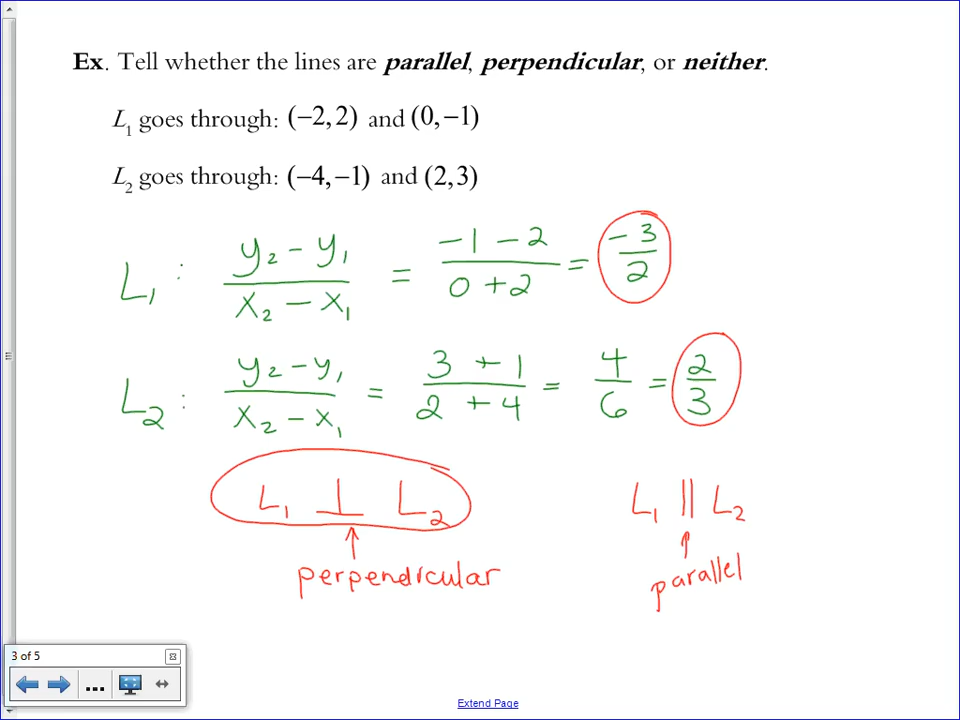 Ex. Tell whether the lines are parallel, perpendicular, or neither.
L₁ goes through: (−2,2) and (0,−1)
L₂ goes through: (−4,−1) and (2,3)
L₁ : (y₂ − y₁)/(x₂ − x₁) = (−1 − 2)/(0 + 2) = −3/2
L₂ : (y₂ − y₁)/(x₂ − x₁) = (3 + 1)/(2 + 4) = 4/6 = 2/3
L₁ ⊥ L₂ L₁ || L₂
perpendicular parallel
3 of 5
...
Extend Page